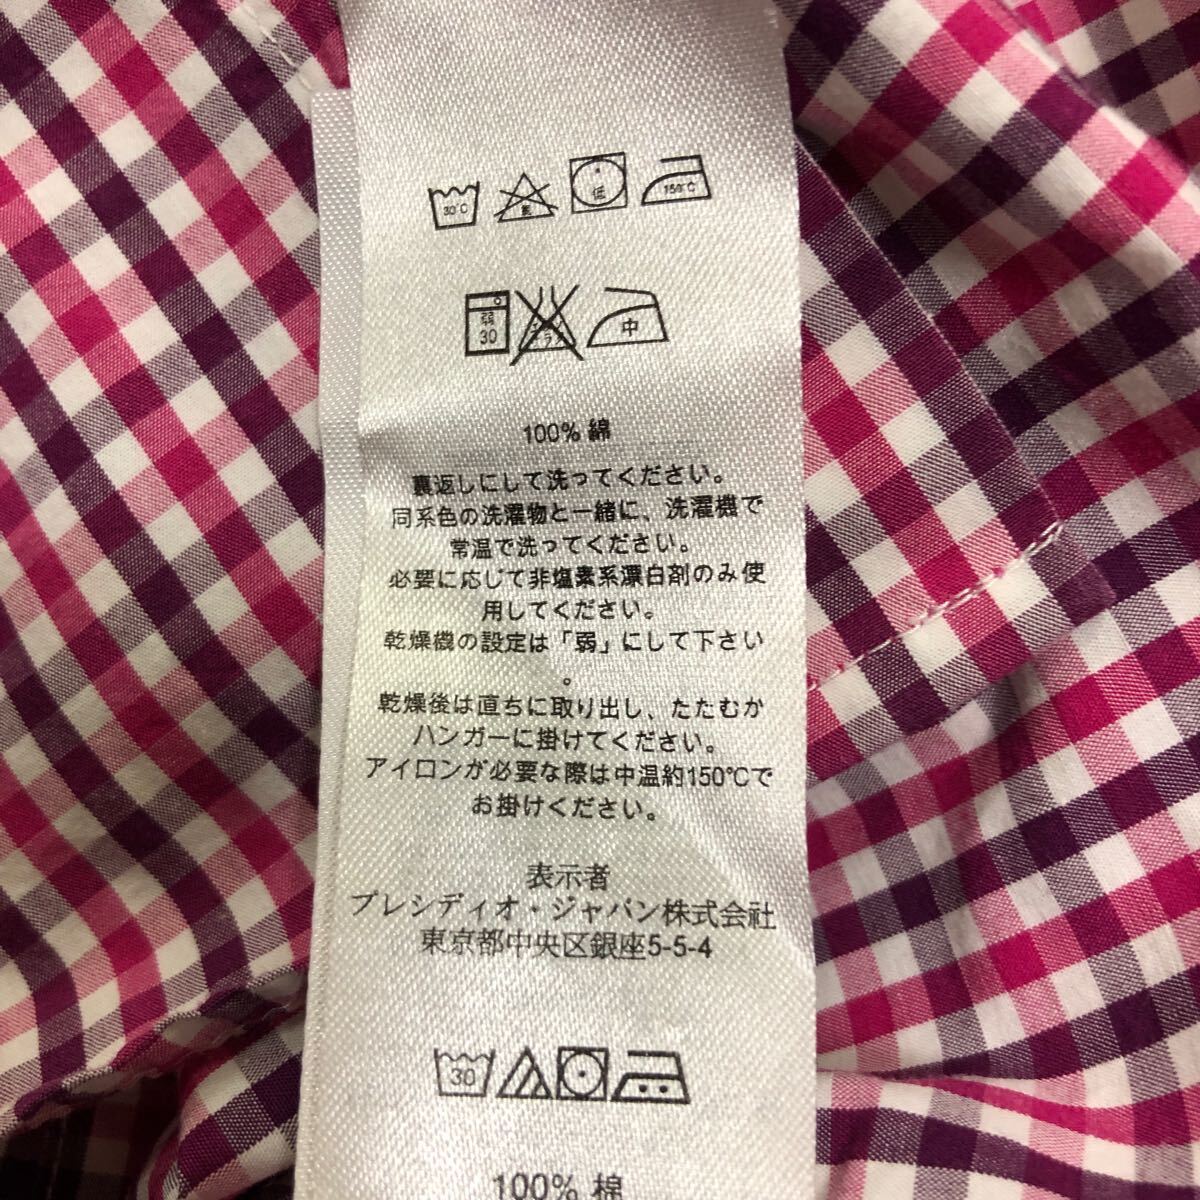 30℃ 低 150℃
弱 中
30
100% 綿
裏返しにして洗ってください。
同系色の洗濯物と一緒に、洗濯機で
常温で洗ってください。
必要に応じて非塩素系漂白剤のみ使
用してください。
乾燥機の設定は「弱」にして下さい
。
乾燥後は直ちに取り出し、たたむか
ハンガーに掛けてください。
アイロンが必要な際は中温約150℃で
お掛けください。
表示者
プレシディオ・ジャパン株式会社
東京都中央区銀座5-5-4
30
100% 綿